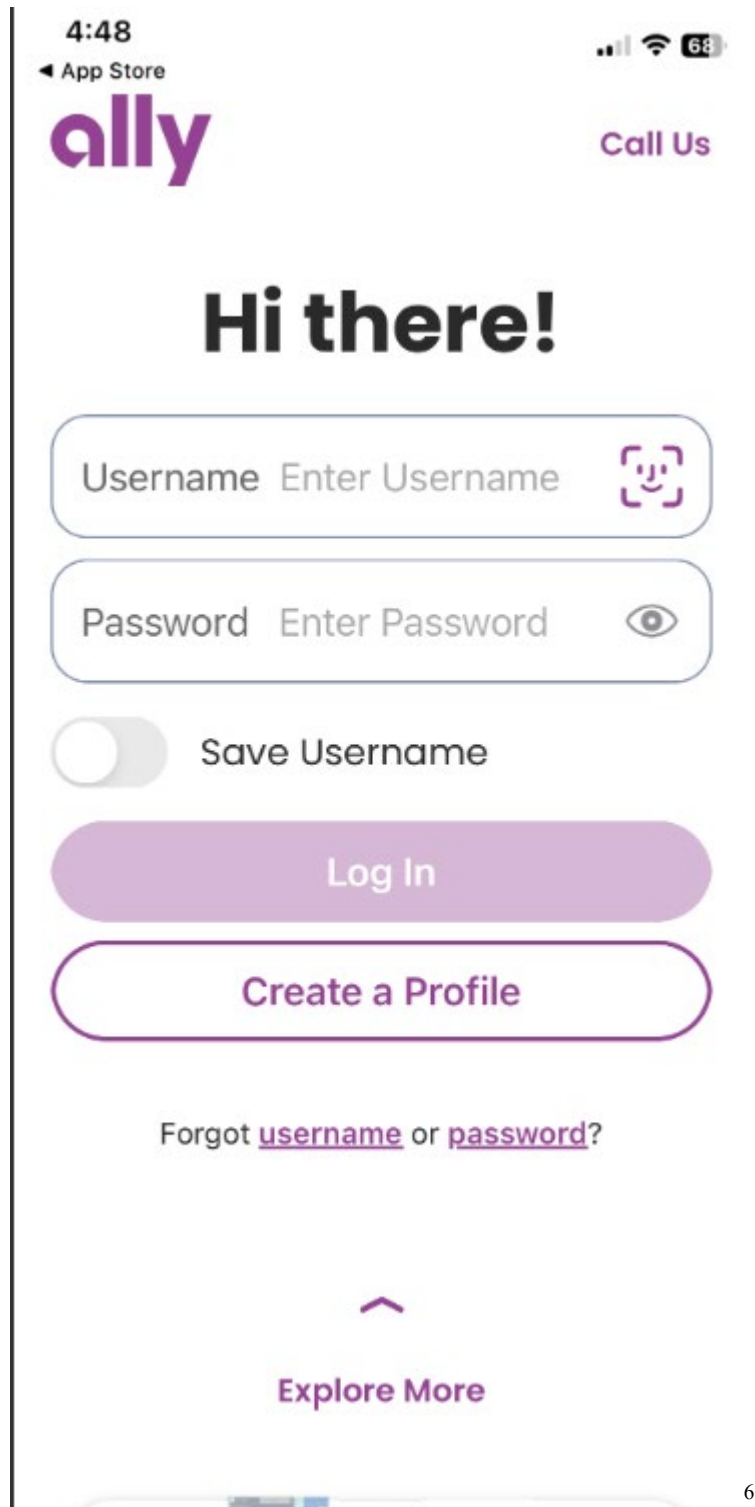 4:48
68
◄ App Store
ally
Call Us
Hi there!
Username Enter Username
Password Enter Password
Save Username
Log In
Create a Profile
Forgot username or password?
Explore More
6